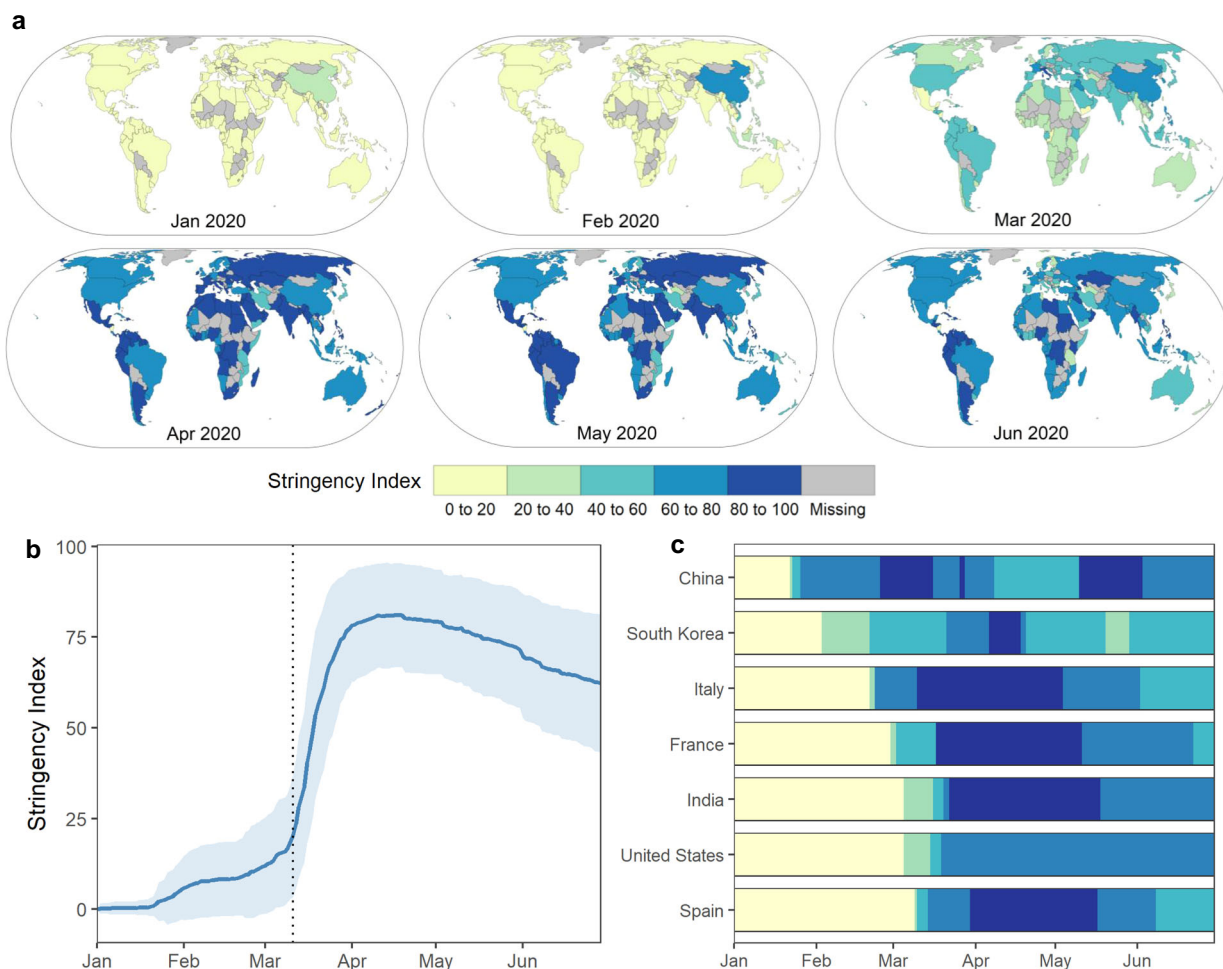 a
Jan 2020
Feb 2020
Mar 2020
Apr 2020
May 2020
Jun 2020
Stringency Index
0 to 20
20 to 40
40 to 60
60 to 80
80 to 100
Missing
b
100
75
50
25
0
Stringency Index
Jan
Feb
Mar
Apr
May
Jun
c
China
South Korea
Italy
France
India
United States
Spain
Jan
Feb
Mar
Apr
May
Jun